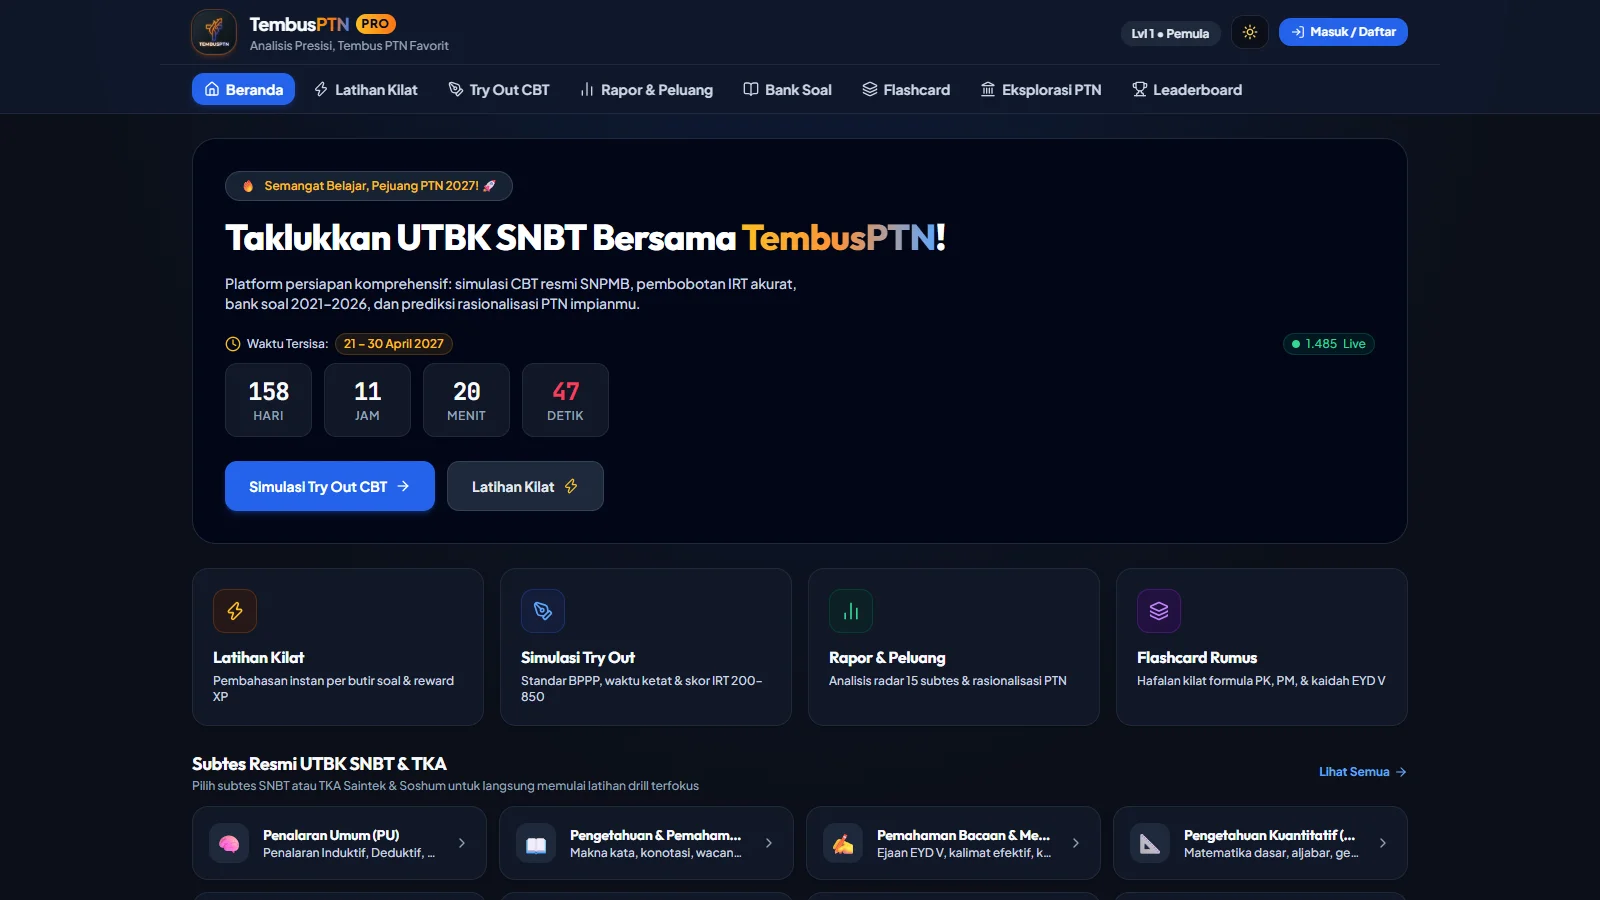 TEMBUSPTN
TembusPTN PRO
Analisis Presisi, Tembus PTN Favorit
Lvl 1 • Pemula
Masuk / Daftar
Beranda
Latihan Kilat
Try Out CBT
Rapor & Peluang
Bank Soal
Flashcard
Eksplorasi PTN
Leaderboard
🔥 Semangat Belajar, Pejuang PTN 2027! 🚀
Taklukkan UTBK SNBT Bersama TembusPTN!
Platform persiapan komprehensif: simulasi CBT resmi SNPMB, pembobotan IRT akurat,
bank soal 2021–2026, dan prediksi rasionalisasi PTN impianmu.
Waktu Tersisa: 21 – 30 April 2027
1.485 Live
158
HARI
11
JAM
20
MENIT
47
DETIK
Simulasi Try Out CBT →
Latihan Kilat
Latihan Kilat
Pembahasan instan per butir soal & reward
XP
Simulasi Try Out
Standar BPPP, waktu ketat & skor IRT 200–
850
Rapor & Peluang
Analisis radar 15 subtes & rasionalisasi PTN
Flashcard Rumus
Hafalan kilat formula PK, PM, & kaidah EYD V
Subtes Resmi UTBK SNBT & TKA
Pilih subtes SNBT atau TKA Saintek & Soshum untuk langsung memulai latihan drill terfokus
Lihat Semua →
Penalaran Umum (PU)
Penalaran Induktif, Deduktif, ...
Pengetahuan & Pemaham...
Makna kata, konotasi, wacan...
Pemahaman Bacaan & Me...
Ejaan EYD V, kalimat efektif, k...
Pengetahuan Kuantitatif (...
Matematika dasar, aljabar, ge...